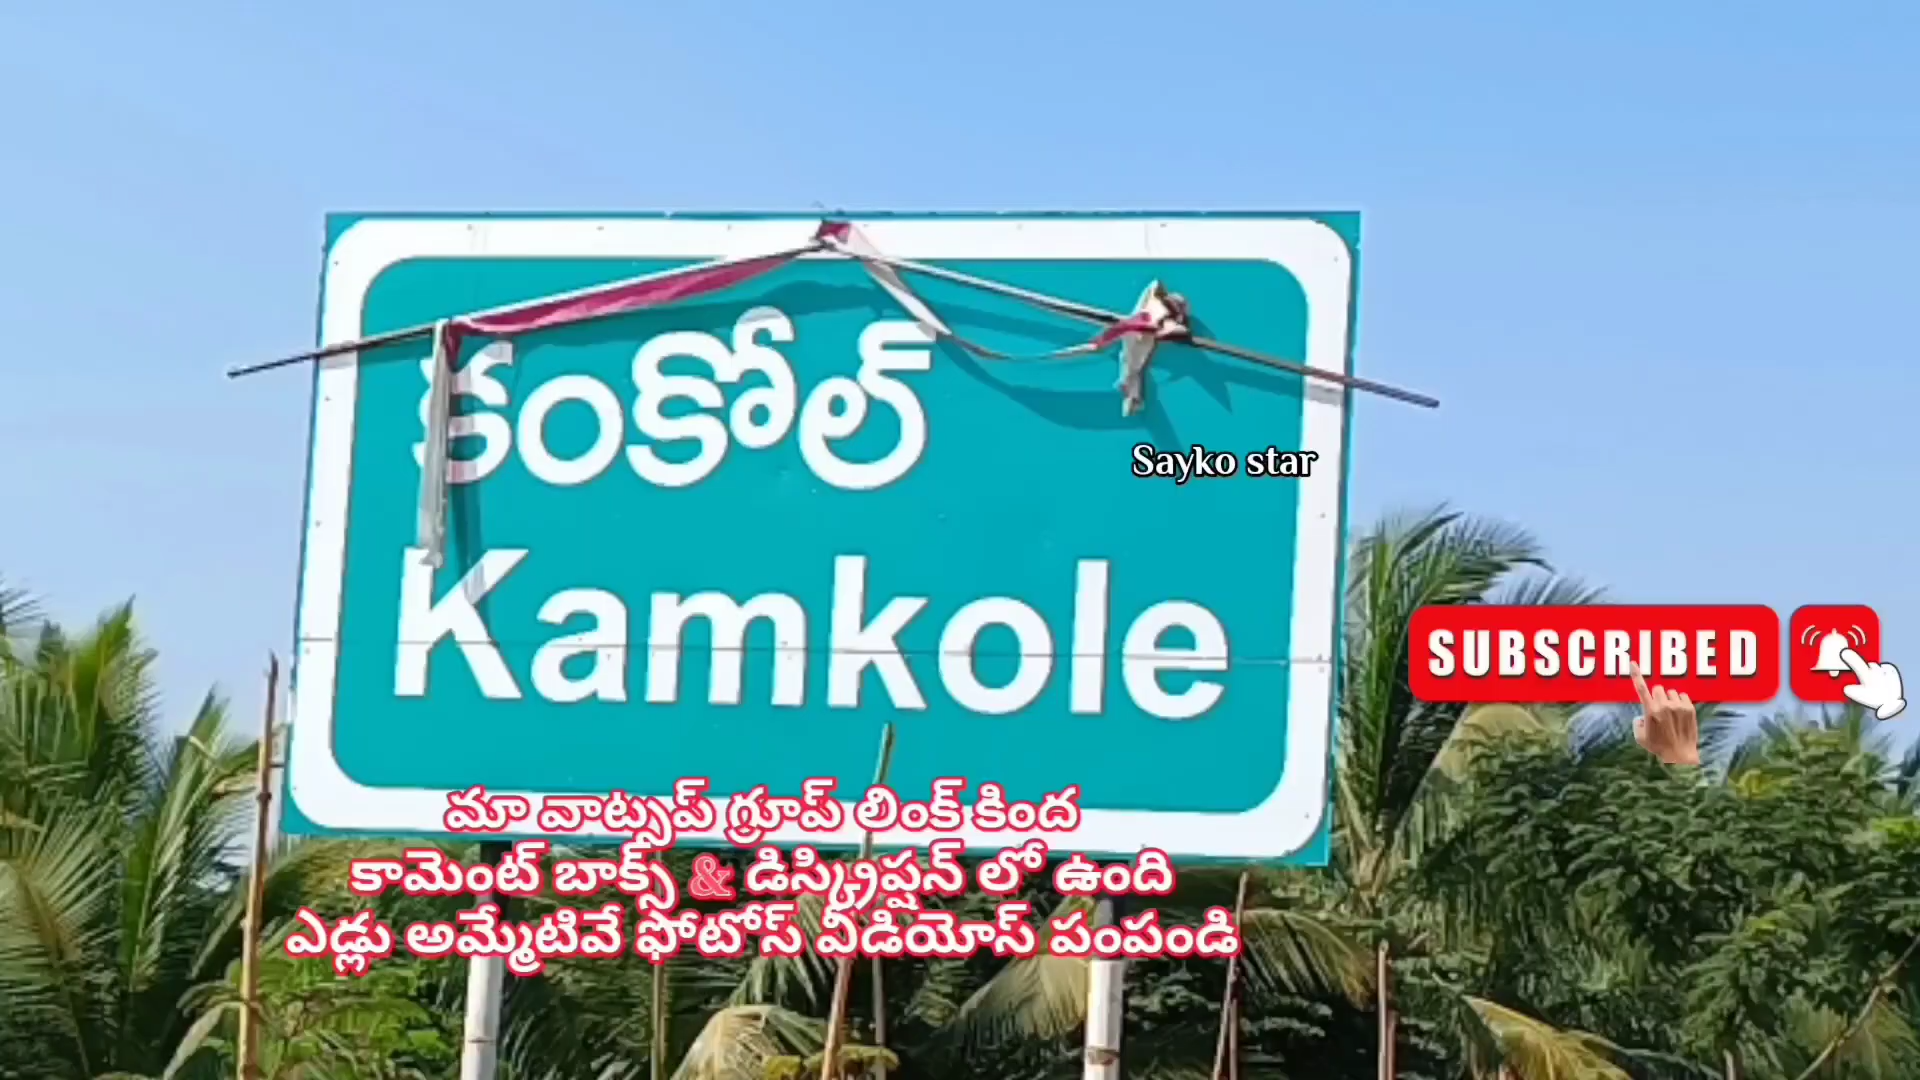 కంకోల్
Sayko star
Kamkole
SUBSCRIBED
మా వాట్సప్ గ్రూప్ లింక్ కింద
కామెంట్ బాక్స్ & డిస్క్రిప్షన్ లో ఉంది
ఎడ్లు అమ్మేటివే ఫోటోస్ వీడియోస్ పంపండి